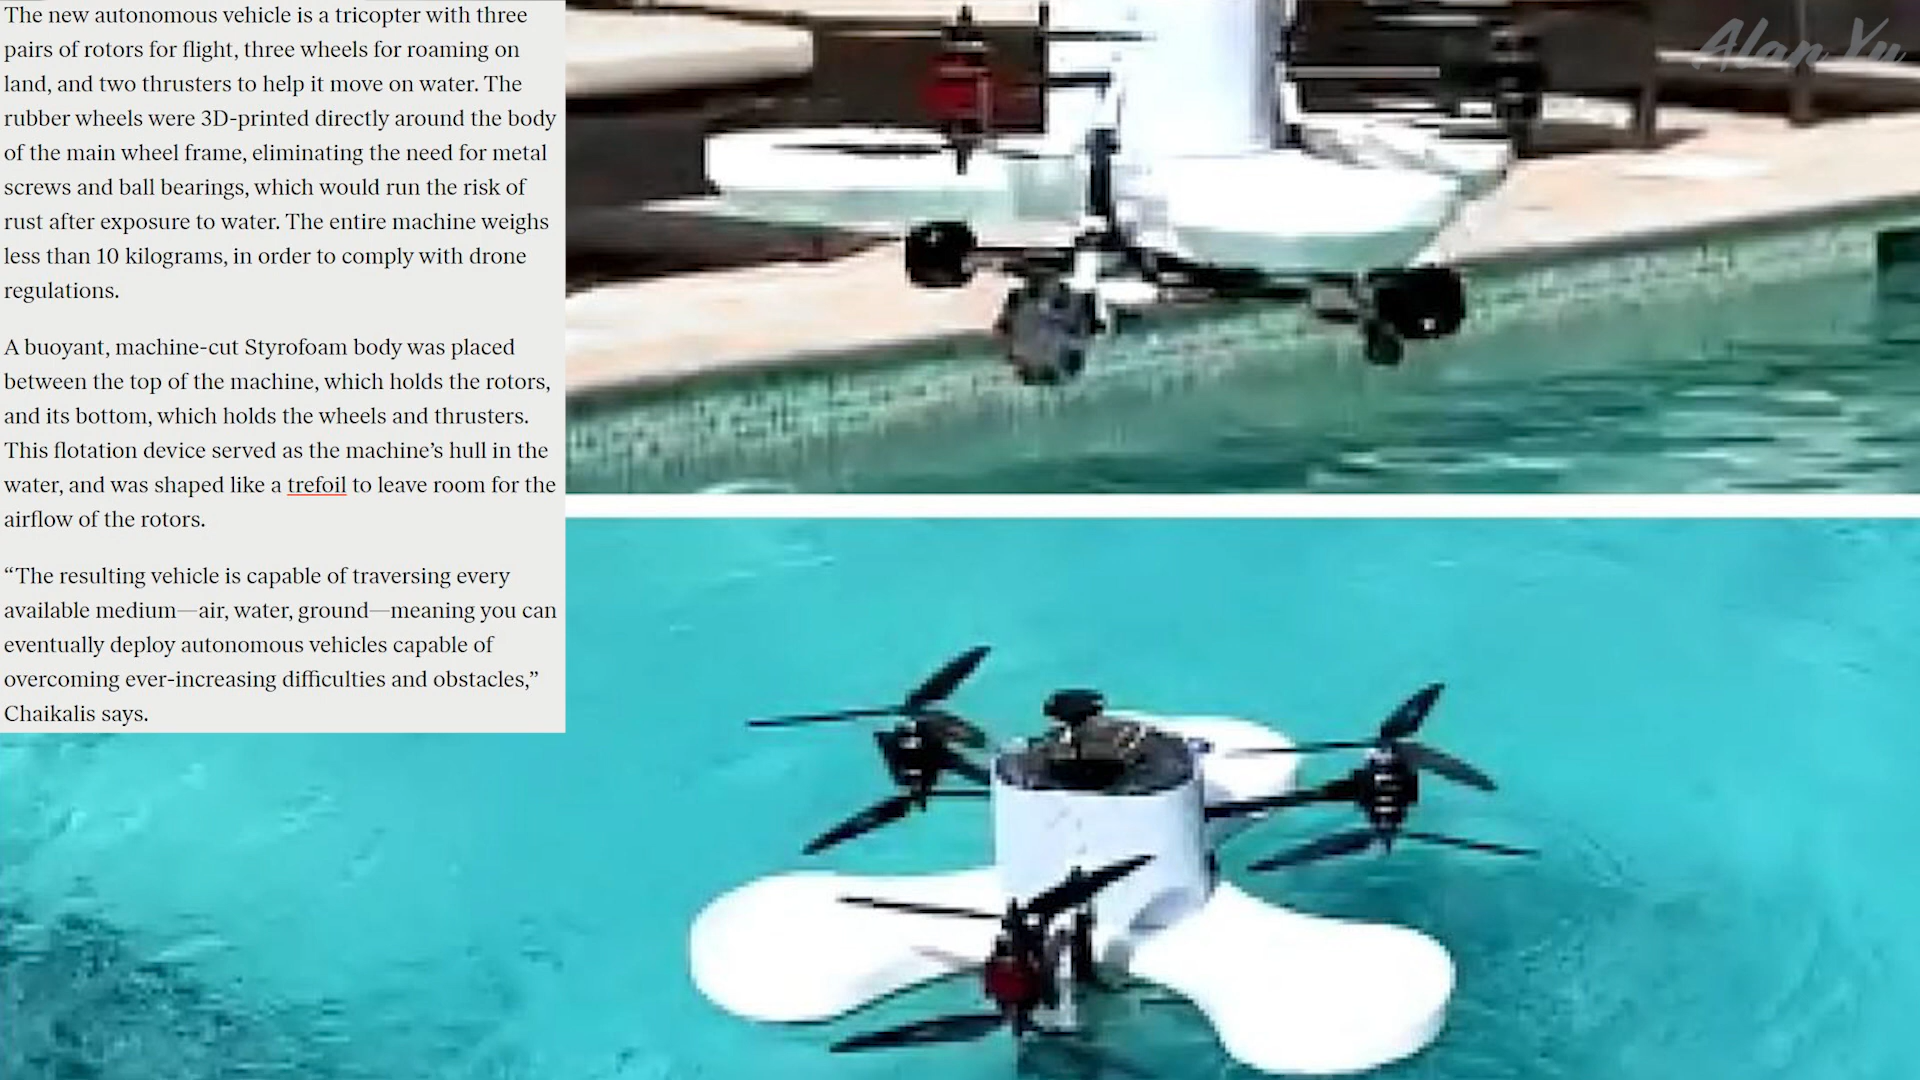 The new autonomous vehicle is a tricopter with three
pairs of rotors for flight, three wheels for roaming on
land, and two thrusters to help it move on water. The
rubber wheels were 3D-printed directly around the body
of the main wheel frame, eliminating the need for metal
screws and ball bearings, which would run the risk of
rust after exposure to water. The entire machine weighs
less than 10 kilograms, in order to comply with drone
regulations.
A buoyant, machine-cut Styrofoam body was placed
between the top of the machine, which holds the rotors,
and its bottom, which holds the wheels and thrusters.
This flotation device served as the machine’s hull in the
water, and was shaped like a trefoil to leave room for the
airflow of the rotors.
“The resulting vehicle is capable of traversing every
available medium—air, water, ground—meaning you can
eventually deploy autonomous vehicles capable of
overcoming ever-increasing difficulties and obstacles,”
Chaikalis says.
Alan Yu